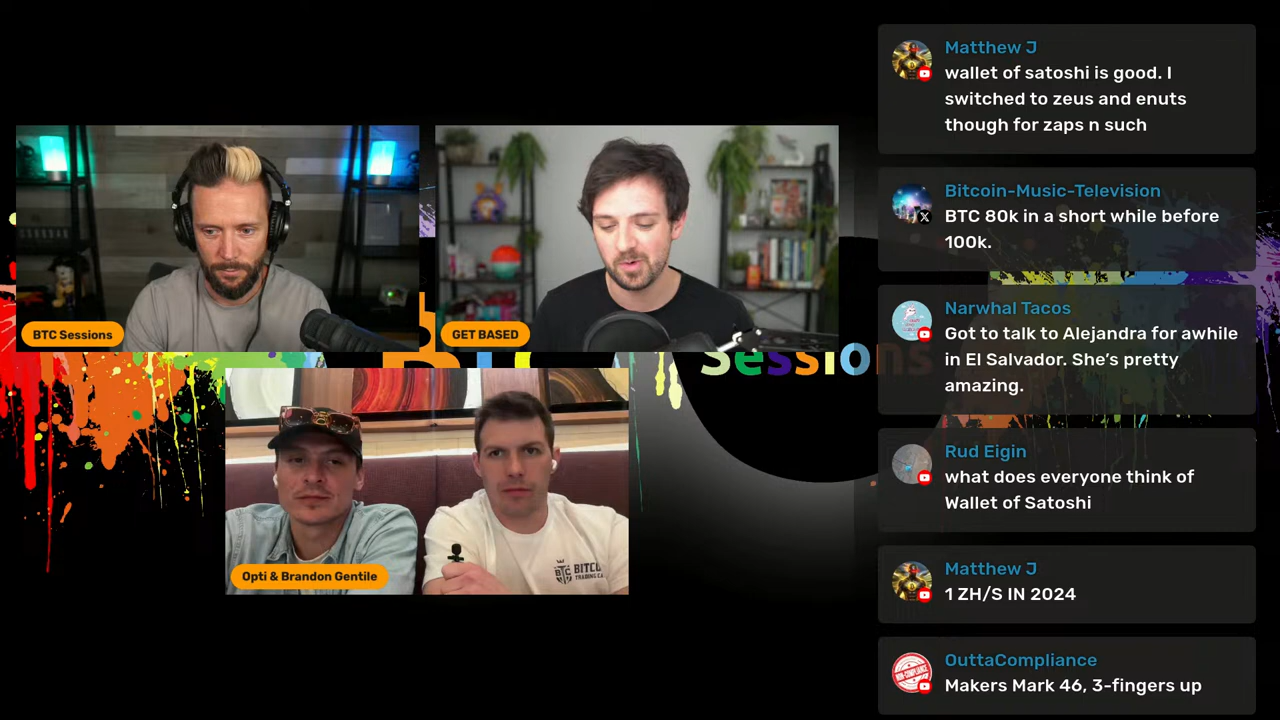 BTC Sessions
GET BASED
Sessions
Opti & Brandon Gentile
BTC
Matthew J
wallet of satoshi is good. I
switched to zeus and enuts
though for zaps n such
Bitcoin-Music-Television
BTC 80k in a short while before
100k.
Narwhal Tacos
Got to talk to Alejandra for awhile
in El Salvador. She’s pretty
amazing.
Rud Eigin
what does everyone think of
Wallet of Satoshi
Matthew J
1 ZH/S IN 2024
OuttaCompliance
Makers Mark 46, 3-fingers up